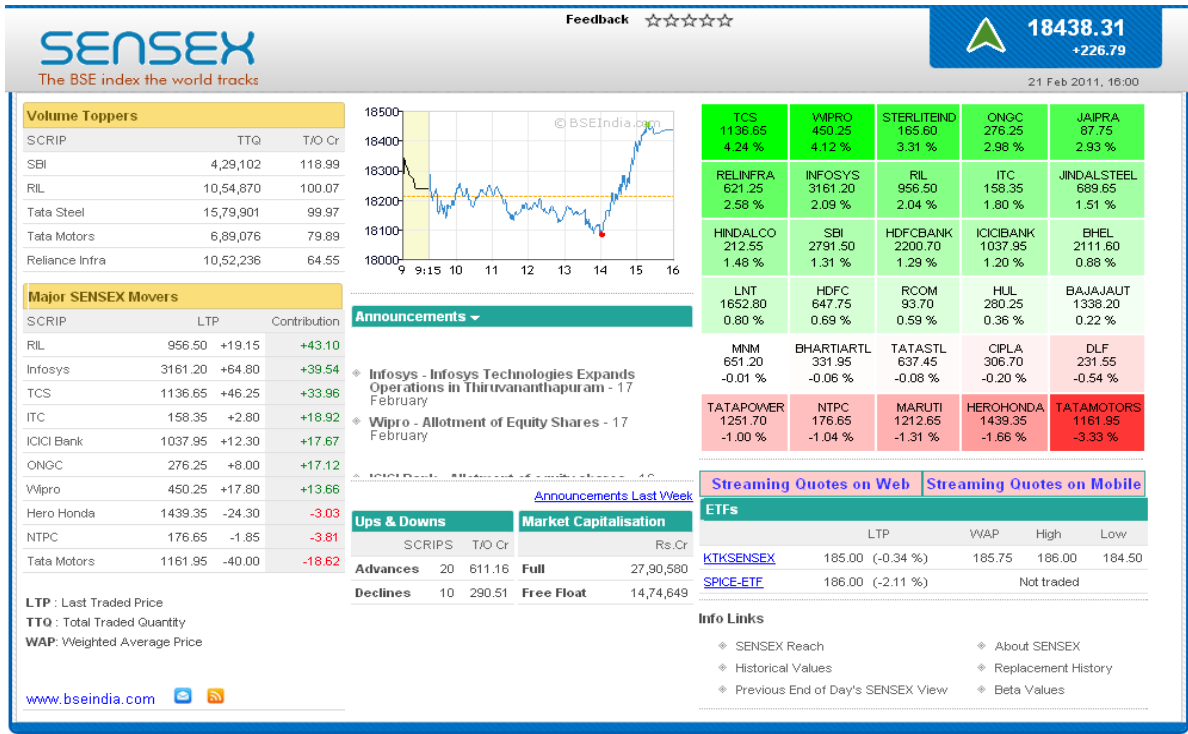 Feedback
SENSEX
The BSE index the world tracks
18438.31
+226.79
21 Feb 2011, 16:00
Volume Toppers
SCRIP TTQ T/O Cr
SBI 4,29,102 118.99
RIL 10,54,870 100.07
Tata Steel 15,79,901 99.97
Tata Motors 6,89,076 79.89
Reliance Infra 10,52,236 64.55
Major SENSEX Movers
SCRIP LTP Contribution
RIL 956.50 +19.15 +43.10
Infosys 3161.20 +64.80 +39.54
TCS 1136.65 +46.25 +33.96
ITC 158.35 +2.80 +18.92
ICICI Bank 1037.95 +12.30 +17.67
ONGC 276.25 +8.00 +17.12
Wipro 450.25 +17.80 +13.66
Hero Honda 1439.35 -24.30 -3.03
NTPC 176.65 -1.85 -3.81
Tata Motors 1161.95 -40.00 -18.62
LTP : Last Traded Price
TTQ : Total Traded Quantity
WAP: Weighted Average Price
www.bseindia.com
© BSEIndia.com
18500
18400
18300
18200
18100
18000
9 9:15 10 11 12 13 14 15 16
Announcements
Infosys - Infosys Technologies Expands
Operations in Thiruvananthapuram - 17
February
Wipro - Allotment of Equity Shares - 17
February
Announcements Last Week
Ups & Downs
SCRIPS T/O Cr
Advances 20 611.16
Declines 10 290.51
Market Capitalisation
Rs.Cr
Full 27,90,580
Free Float 14,74,649
TCS WIPRO STERLITEIND ONGC JAIPRA
1136.65 450.25 165.60 276.25 87.75
4.24 % 4.12 % 3.31 % 2.98 % 2.93 %
RELINFRA INFOSYS RIL ITC JINDALSTEEL
621.25 3161.20 956.50 158.35 689.65
2.58 % 2.09 % 2.04 % 1.80 % 1.51 %
HINDALCO SBI HDFCBANK ICICIBANK BHEL
212.55 2791.50 2200.70 1037.95 2111.60
1.48 % 1.31 % 1.29 % 1.20 % 0.88 %
LNT HDFC RCOM HUL BAJAJAUT
1652.80 647.75 93.70 280.25 1338.20
0.80 % 0.69 % 0.59 % 0.36 % 0.22 %
MNM BHARTIARTL TATASTL CIPLA DLF
651.20 331.95 637.45 306.70 231.55
-0.01 % -0.06 % -0.08 % -0.20 % -0.54 %
TATAPOWER NTPC MARUTI HEROHONDA TATAMOTORS
1251.70 176.65 1212.65 1439.35 1161.95
-1.00 % -1.04 % -1.31 % -1.66 % -3.33 %
Streaming Quotes on Web Streaming Quotes on Mobile
ETFs
LTP WAP High Low
KTKSENSEX 185.00 (-0.34 %) 185.75 186.00 184.50
SPICE-ETF 186.00 (-2.11 %) Not traded
Info Links
SENSEX Reach
Historical Values
Previous End of Day's SENSEX View
About SENSEX
Replacement History
Beta Values